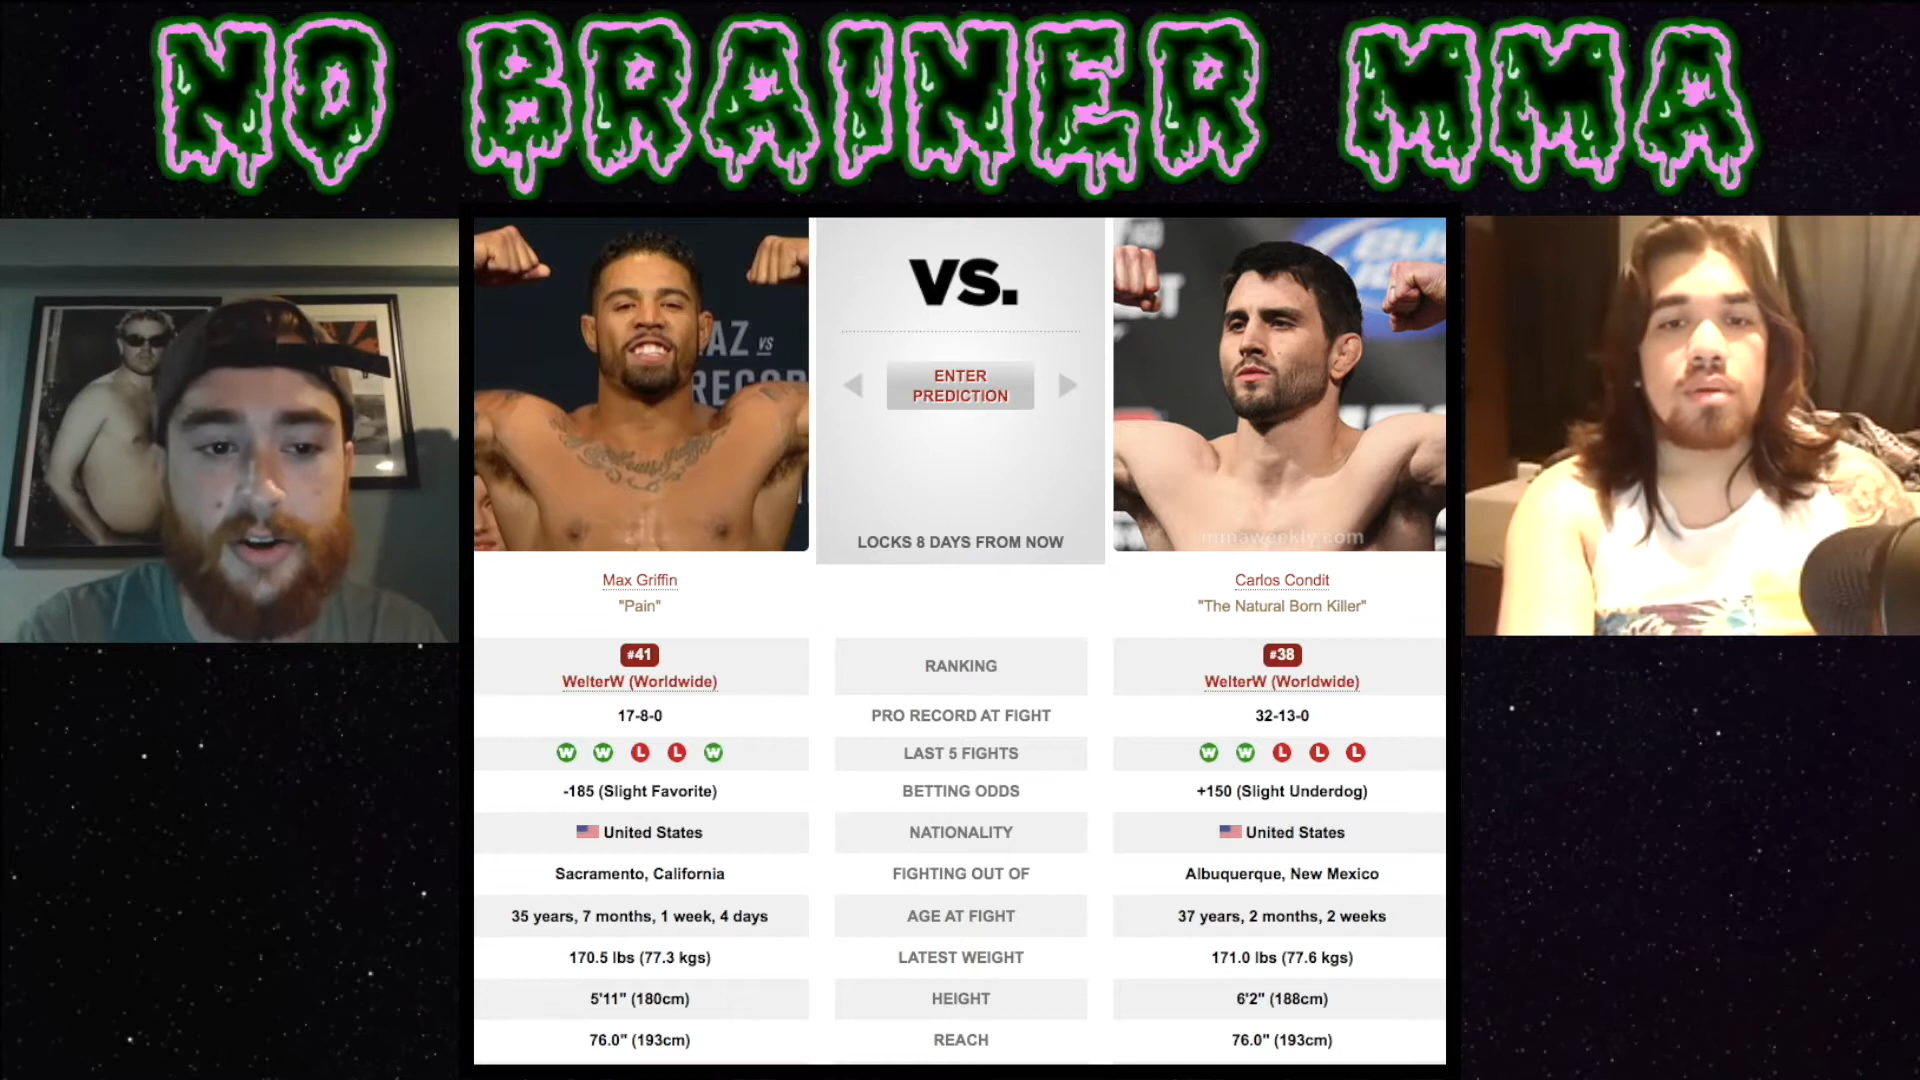 NO BRAINER MMA
AZ VS
RECOR
VS.
ENTER
PREDICTION
LOCKS 8 DAYS FROM NOW
mmaweekly.com
Max Griffin
Carlos Condit
"Pain"
"The Natural Born Killer"
#41
#38
WelterW (Worldwide)
RANKING
WelterW (Worldwide)
17-8-0
PRO RECORD AT FIGHT
32-13-0
W W L L W
LAST 5 FIGHTS
W W L L L
-185 (Slight Favorite)
BETTING ODDS
+150 (Slight Underdog)
United States
NATIONALITY
United States
Sacramento, California
FIGHTING OUT OF
Albuquerque, New Mexico
35 years, 7 months, 1 week, 4 days
AGE AT FIGHT
37 years, 2 months, 2 weeks
170.5 lbs (77.3 kgs)
LATEST WEIGHT
171.0 lbs (77.6 kgs)
5'11" (180cm)
HEIGHT
6'2" (188cm)
76.0" (193cm)
REACH
76.0" (193cm)